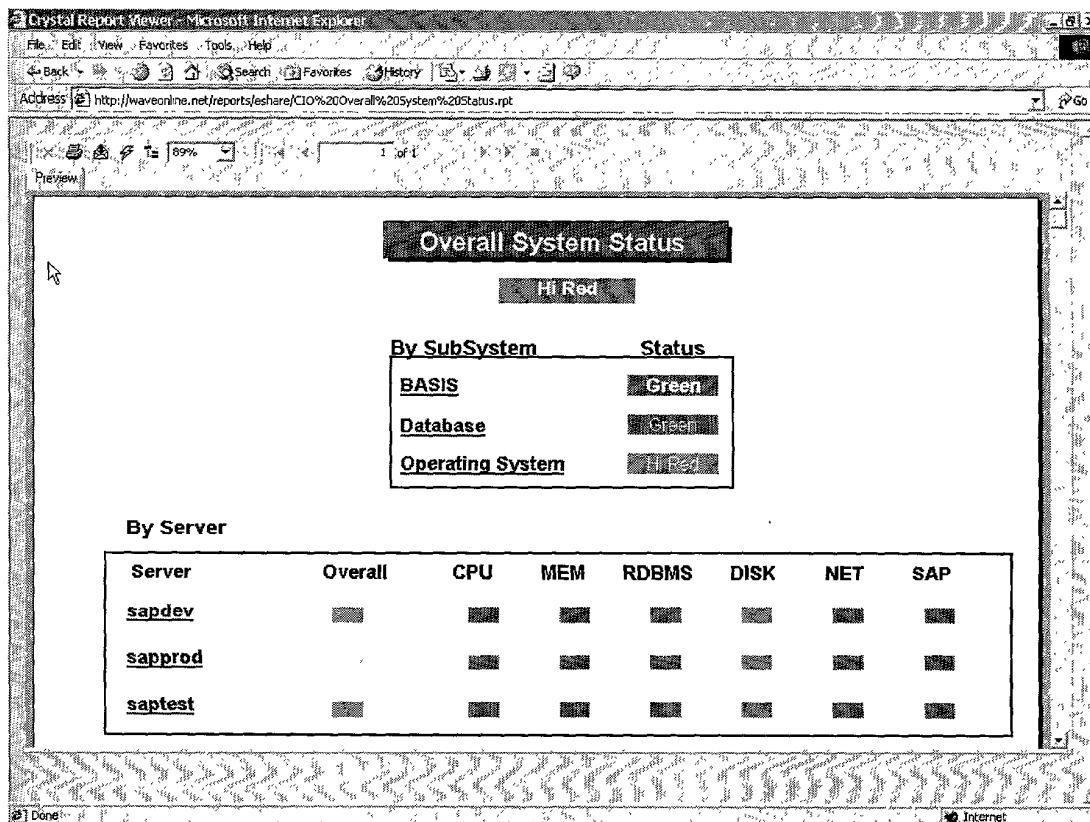 Crystal Report Viewer - Microsoft Internet Explorer
File Edit View Favorites Tools Help
Back Search Favorites History
Address http://waveonline.net/reports/eshare/CIO%20Overall%20System%20Status.rpt Go
89% 1 of 1
Preview
Overall System Status
Hi Red
By SubSystem Status
BASIS Green
Database Green
Operating System Hi Red
By Server
Server Overall CPU MEM RDBMS DISK NET SAP
sapdev
sapprod
saptest
Done Internet